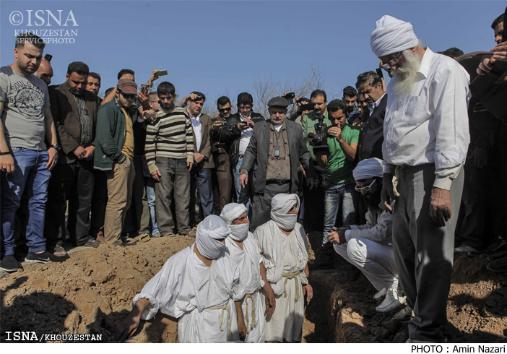 ©ISNA
KHOUZESTAN
SERVICEPHOTO
ISNA/KHOUZESTAN
PHOTO : Amin Nazari